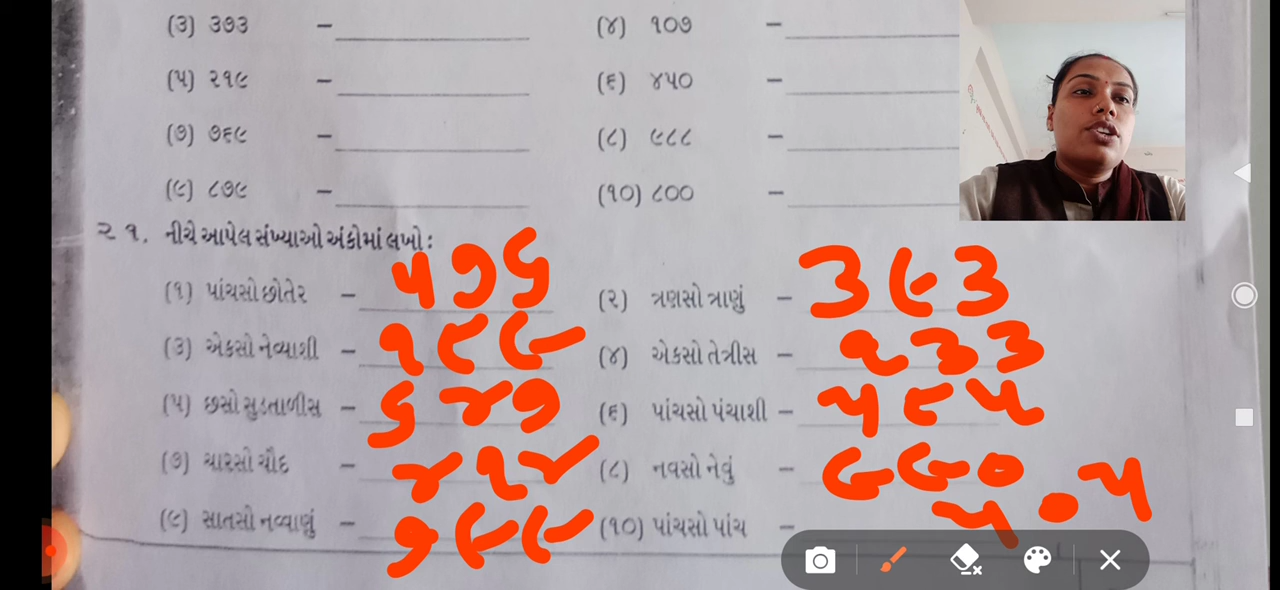 (૩) ૩૭૩ – (૪) ૧૦૭ –
(૫) ૨૧૯ – (૬) ૪૫૦ –
(૭) ૭૬૯ – (૮) ૯૮૮ –
(૯) ૮૭૯ – (૧૦) ૮૦૦ –
૨૧. નીચે આપેલ સંખ્યાઓ અંકોમાં લખો :
(૧) પાંચસો છોતેર – ૫૭૬ (૨) ત્રણસો ત્રાણું – ૩૯૩
(૩) એકસો નેવ્યાશી – ૧૮૯ (૪) એકસો તેત્રીસ – ૧૩૩
(૫) છસો સુડતાળીસ – ૬૪૭ (૬) પાંચસો પંચાશી – ૫૮૫
(૭) ચારસો ચૌદ – ૪૧૪ (૮) નવસો નેવું – ૯૯૦
(૯) સાતસો નવ્વાણું – ૭૯૯ (૧૦) પાંચસો પાંચ – ૫૦૫